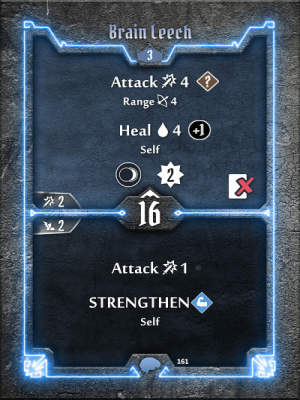 Brain Leech
3
Attack 4 ?
Range 4
Heal 4 +1
Self
2
2
16
2
Attack 1
STRENGTHEN
Self
161